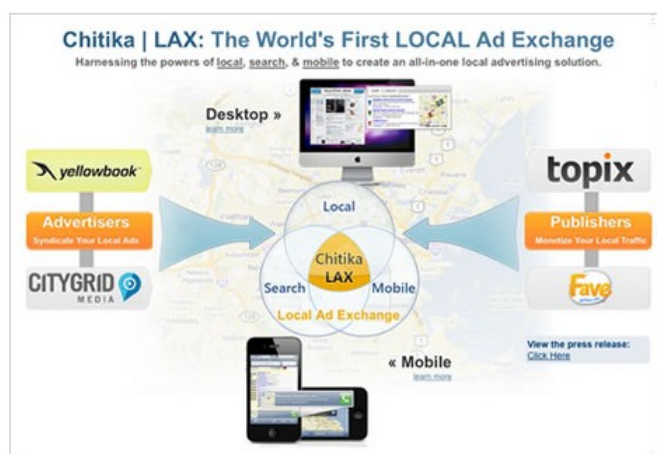 Chitika | LAX: The World's First LOCAL Ad Exchange
Harnessing the powers of local, search, & mobile to create an all-in-one local advertising solution.
Desktop »
learn more
yellowbook
Advertisers
Syndicate Your Local Ads
CITYGRID
MEDIA
topix
Publishers
Monetize Your Local Traffic
Fave
Local
Chitika
LAX
Search
Mobile
Local Ad Exchange
View the press release:
Click Here
« Mobile
learn more